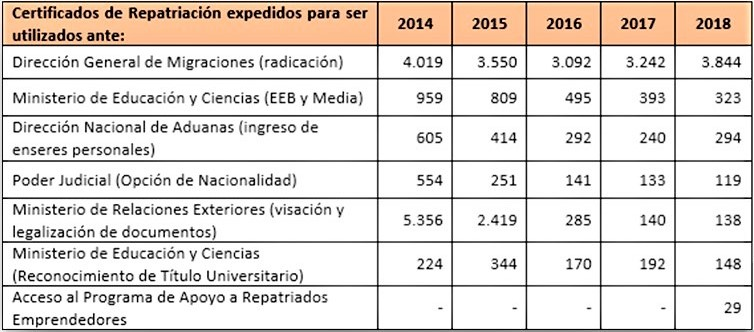 Certificados de Repatriación expedidos para ser
utilizados ante: 2014 2015 2016 2017 2018
Dirección General de Migraciones (radicación) 4.019 3.550 3.092 3.242 3.844
Ministerio de Educación y Ciencias (EEB y Media) 959 809 495 393 323
Dirección Nacional de Aduanas (ingreso de
enseres personales) 605 414 292 240 294
Poder Judicial (Opción de Nacionalidad) 554 251 141 133 119
Ministerio de Relaciones Exteriores (visación y
legalización de documentos) 5.356 2.419 285 140 138
Ministerio de Educación y Ciencias
(Reconocimiento de Título Universitario) 224 344 170 192 148
Acceso al Programa de Apoyo a Repatriados
Emprendedores - - - - 29